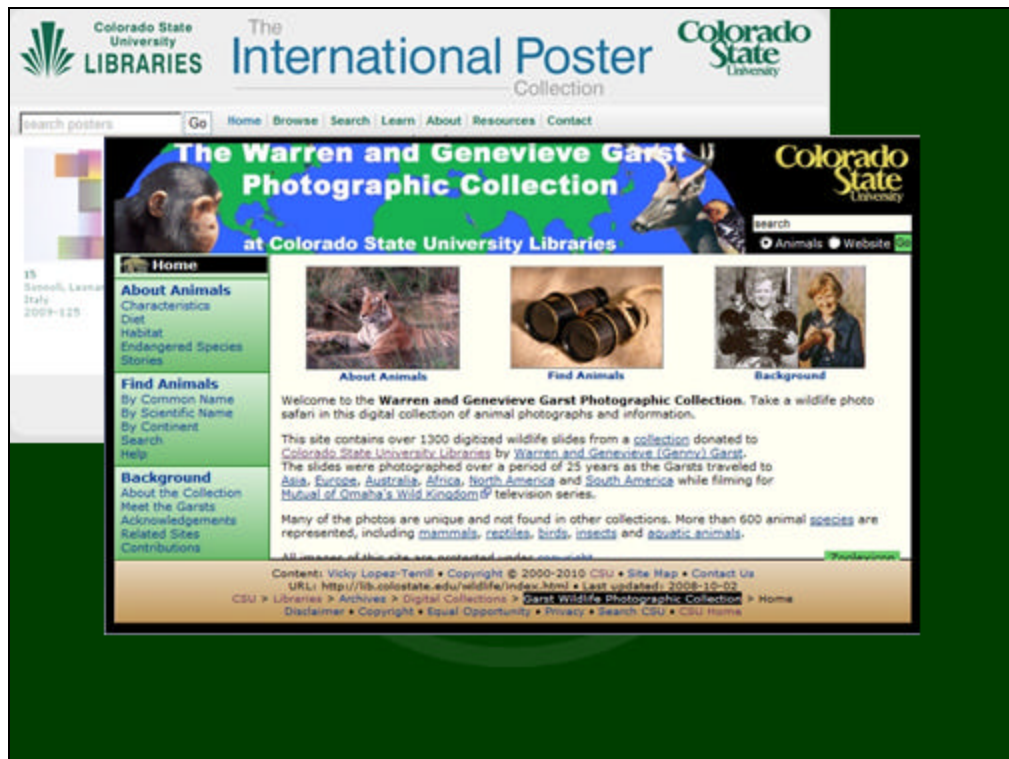 Colorado State
University
LIBRARIES
The
International Poster
Collection
Colorado
State
University
search posters
Go
Home | Browse | Search | Learn | About | Resources | Contact
15
Italy
2009-125
The Warren and Genevieve Garst
Photographic Collection
at Colorado State University Libraries
Colorado
State
University
search
Animals Website Go
Home
About Animals
Characteristics
Diet
Habitat
Endangered Species
Stories
Find Animals
By Common Name
By Scientific Name
By Continent
Search
Help
Background
About the Collection
Meet the Garsts
Acknowledgements
Related Sites
Contributions
About Animals
Find Animals
Background
Welcome to the Warren and Genevieve Garst Photographic Collection. Take a wildlife photo
safari in this digital collection of animal photographs and information.
This site contains over 1300 digitized wildlife slides from a collection donated to
Colorado State University Libraries by Warren and Genevieve (Genny) Garst.
The slides were photographed over a period of 25 years as the Garsts traveled to
Asia, Europe, Australia, Africa, North America and South America while filming for
Mutual of Omaha's Wild Kingdom television series.
Many of the photos are unique and not found in other collections. More than 600 animal species are
represented, including mammals, reptiles, birds, insects and aquatic animals.
All images of this site are protected under copyright.
Zoolexicon
Content: Vicky Lopez-Terrill • Copyright © 2000-2010 CSU • Site Map • Contact Us
URL: http://lib.colostate.edu/wildlife/index.html • Last updated: 2008-10-02
CSU > Libraries > Archives > Digital Collections > Garst Wildlife Photographic Collection > Home
Disclaimer • Copyright • Equal Opportunity • Privacy • Search CSU • CSU Home